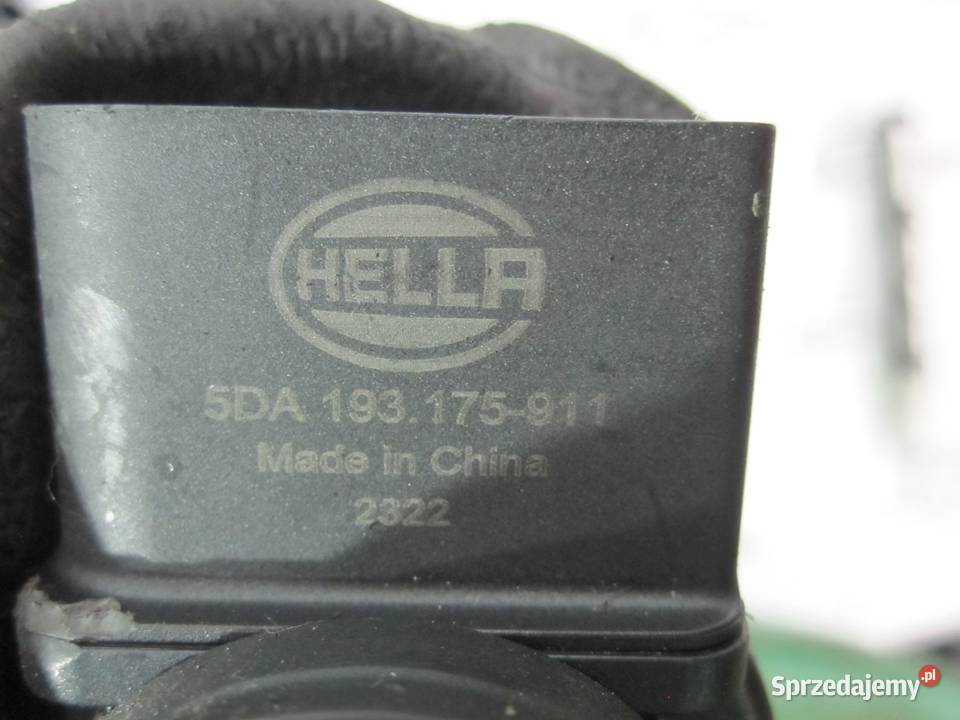 HELLA
5DA 193.175-911
Made in China
2322
Sprzedajemy.pl